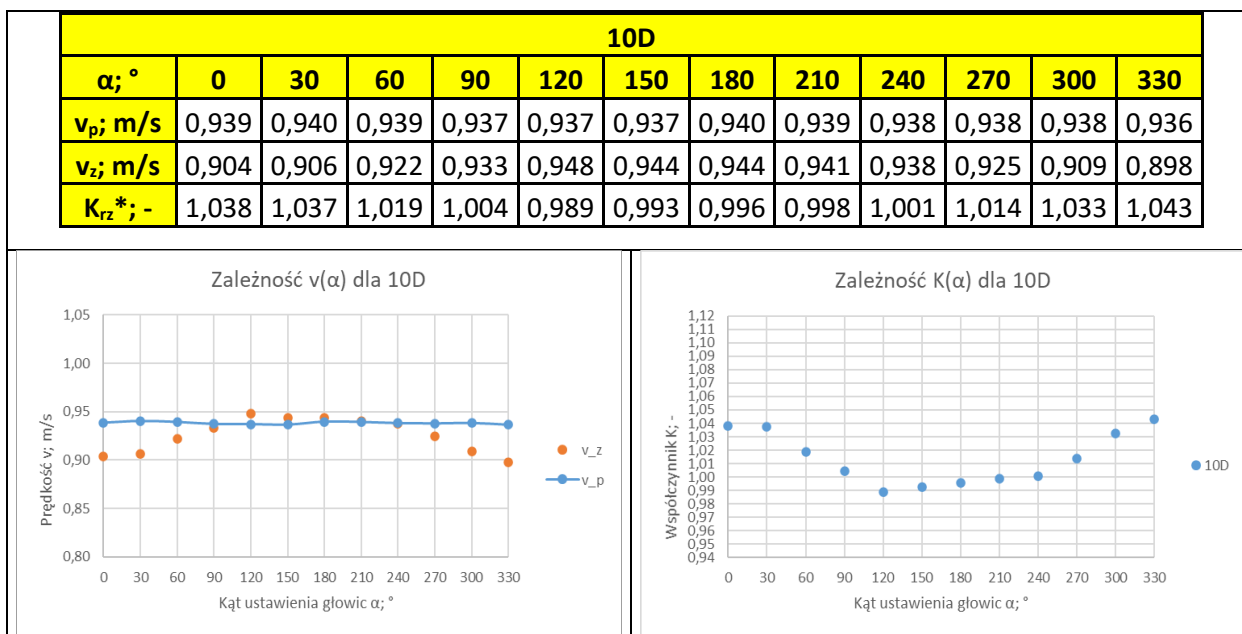 10D
α; ° 0 30 60 90 120 150 180 210 240 270 300 330
vₚ; m/s 0,939 0,940 0,939 0,937 0,937 0,937 0,940 0,939 0,938 0,938 0,938 0,936
v_z; m/s 0,904 0,906 0,922 0,933 0,948 0,944 0,944 0,941 0,938 0,925 0,909 0,898
K_rz*; - 1,038 1,037 1,019 1,004 0,989 0,993 0,996 0,998 1,001 1,014 1,033 1,043
Zależność v(α) dla 10D
Prędkość v; m/s
1,05
1,00
0,95
0,90
0,85
0,80
0 30 60 90 120 150 180 210 240 270 300 330
Kąt ustawienia głowic α; °
v_z
v_p
Zależność K(α) dla 10D
Współczynnik K; -
1,12
1,11
1,10
1,09
1,08
1,07
1,06
1,05
1,04
1,03
1,02
1,01
1,00
0,99
0,98
0,97
0,96
0,95
0,94
0 30 60 90 120 150 180 210 240 270 300 330
Kąt ustawienia głowic α; °
10D